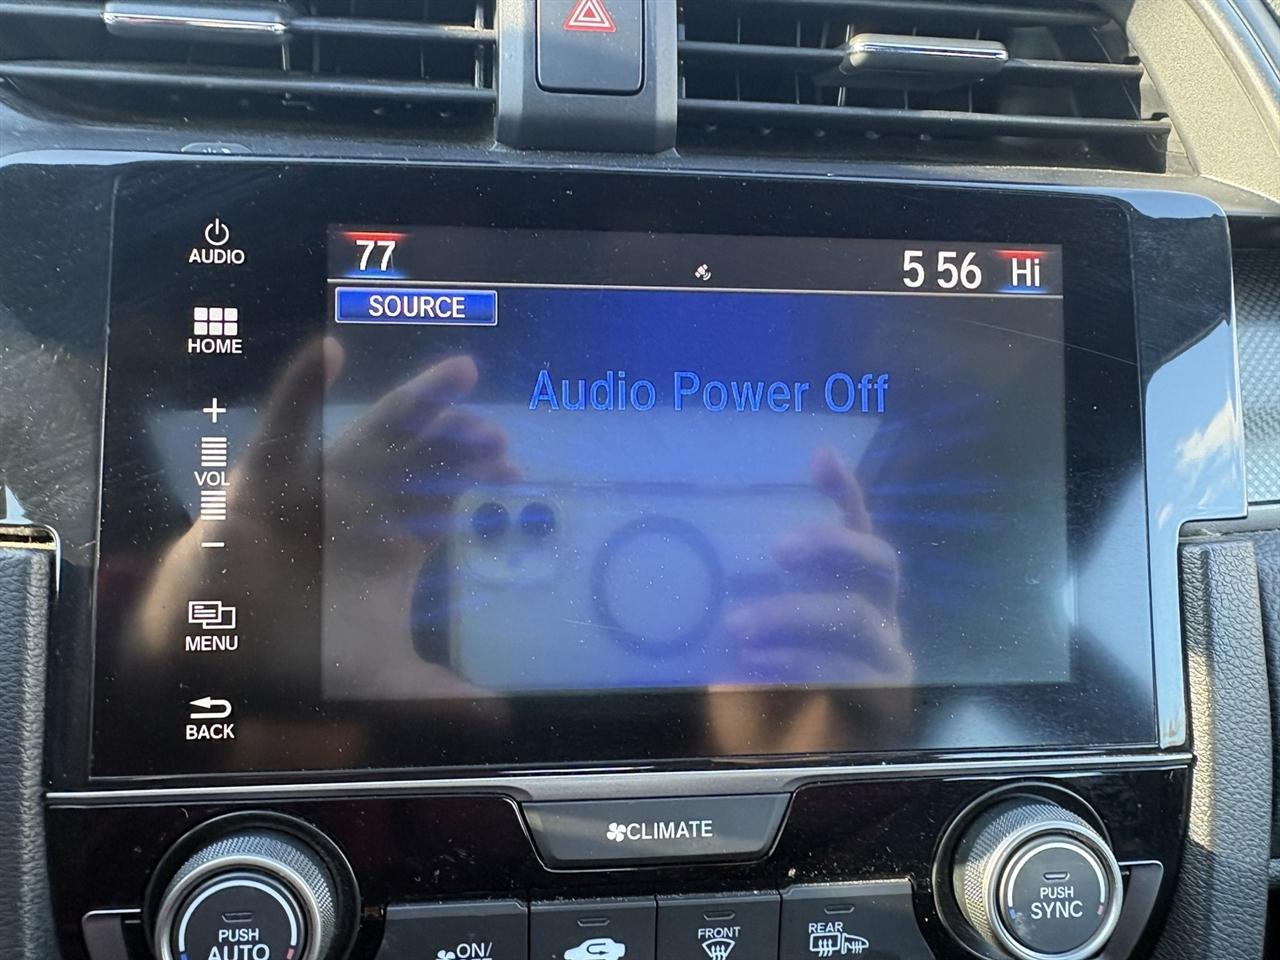 AUDIO
HOME
+
VOL
−
MENU
BACK
77
5 56
Hi
SOURCE
Audio Power Off
CLIMATE
PUSH
AUTO
ON/
FRONT
REAR
PUSH
SYNC